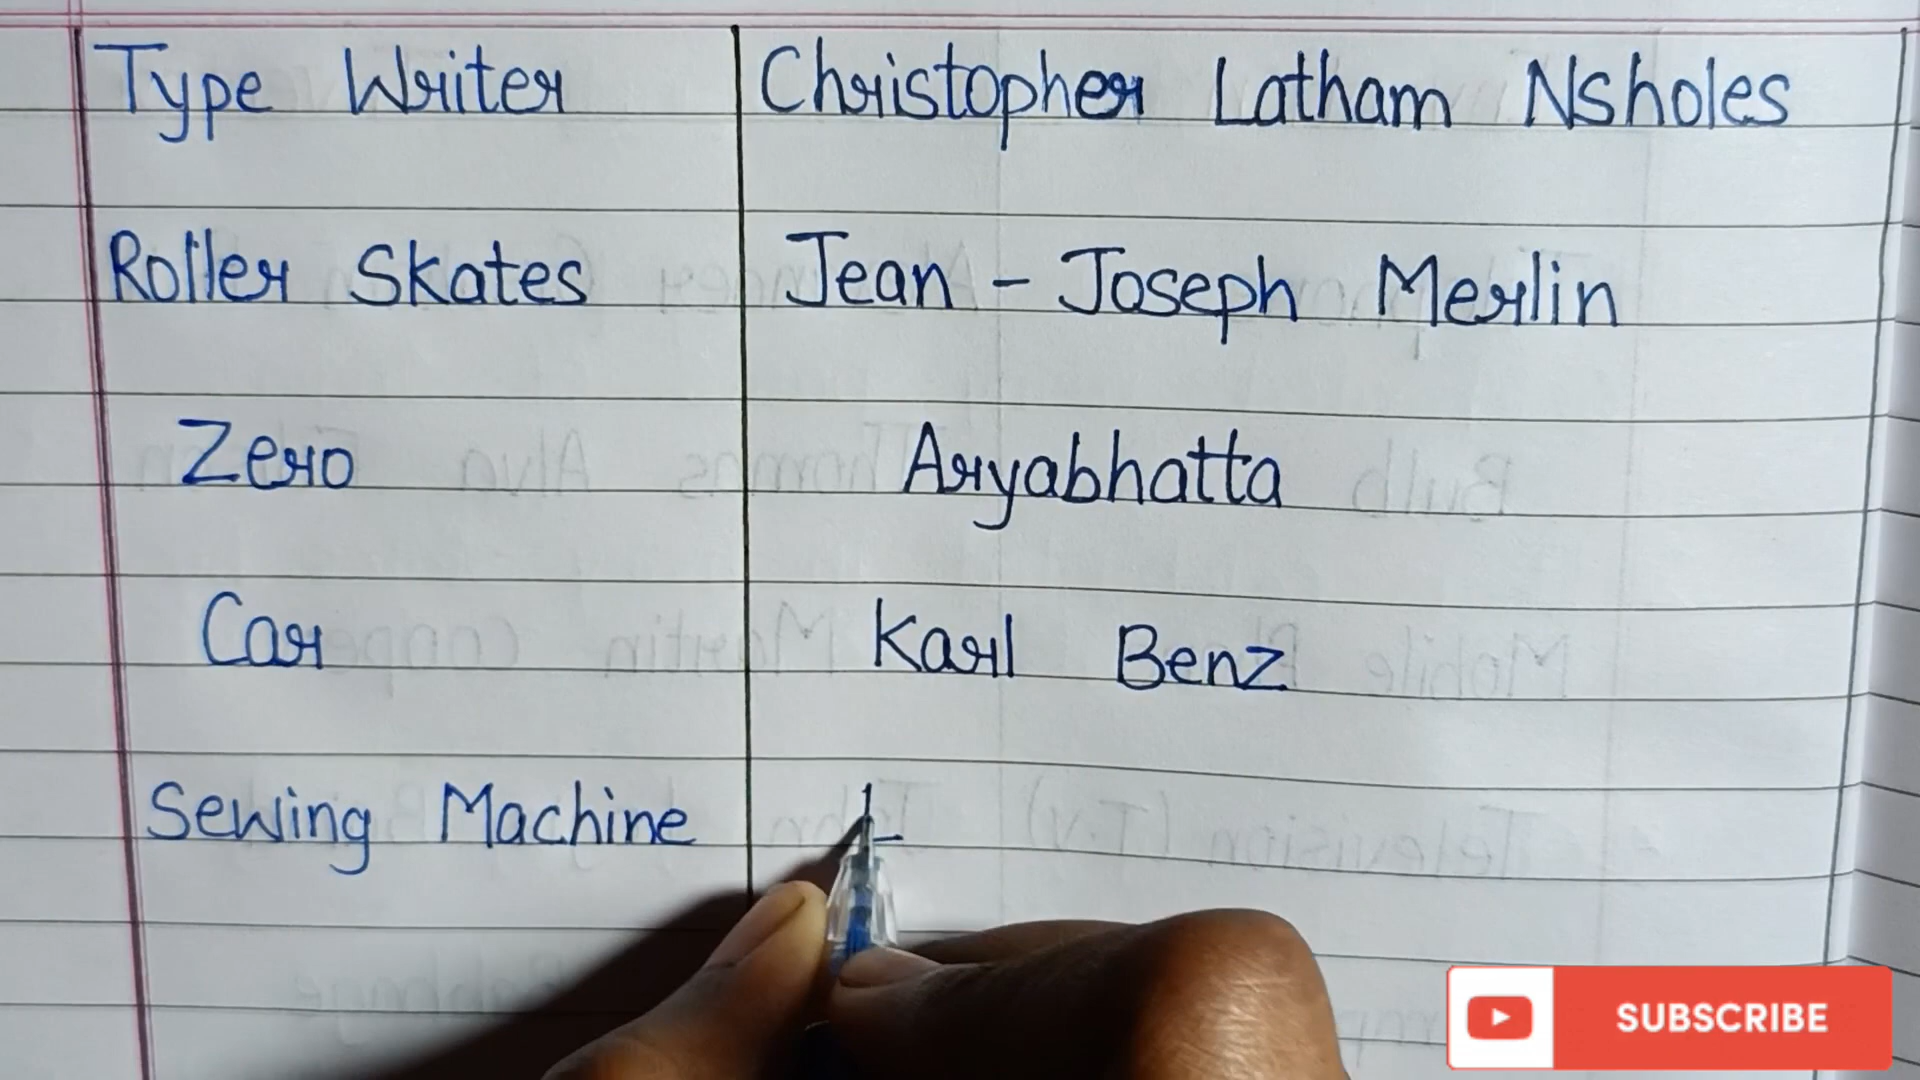 Type Writer Christopher Latham Nsholes
Roller Skates Jean - Joseph Merlin
Zero Aryabhatta
Car Karl Benz
Sewing Machine
SUBSCRIBE